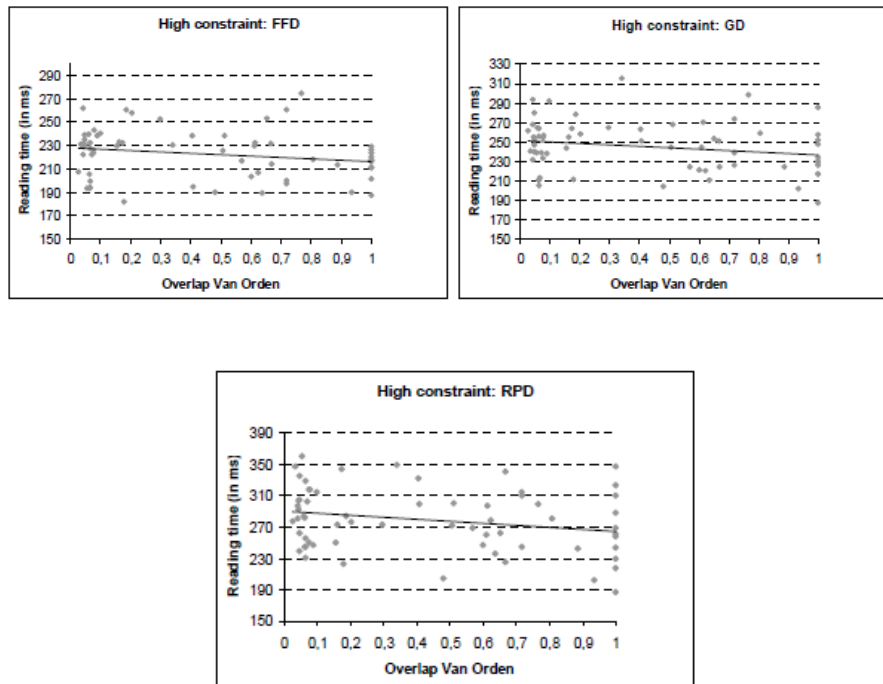 High constraint: FFD
Reading time (in ms)
290
270
250
230
210
190
170
150
0 0,1 0,2 0,3 0,4 0,5 0,6 0,7 0,8 0,9 1
Overlap Van Orden
High constraint: GD
Reading time (in ms)
330
310
290
270
250
230
210
190
170
150
0 0,1 0,2 0,3 0,4 0,5 0,6 0,7 0,8 0,9 1
Overlap Van Orden
High constraint: RPD
Reading time (in ms)
390
350
310
270
230
190
150
0 0,1 0,2 0,3 0,4 0,5 0,6 0,7 0,8 0,9 1
Overlap Van Orden